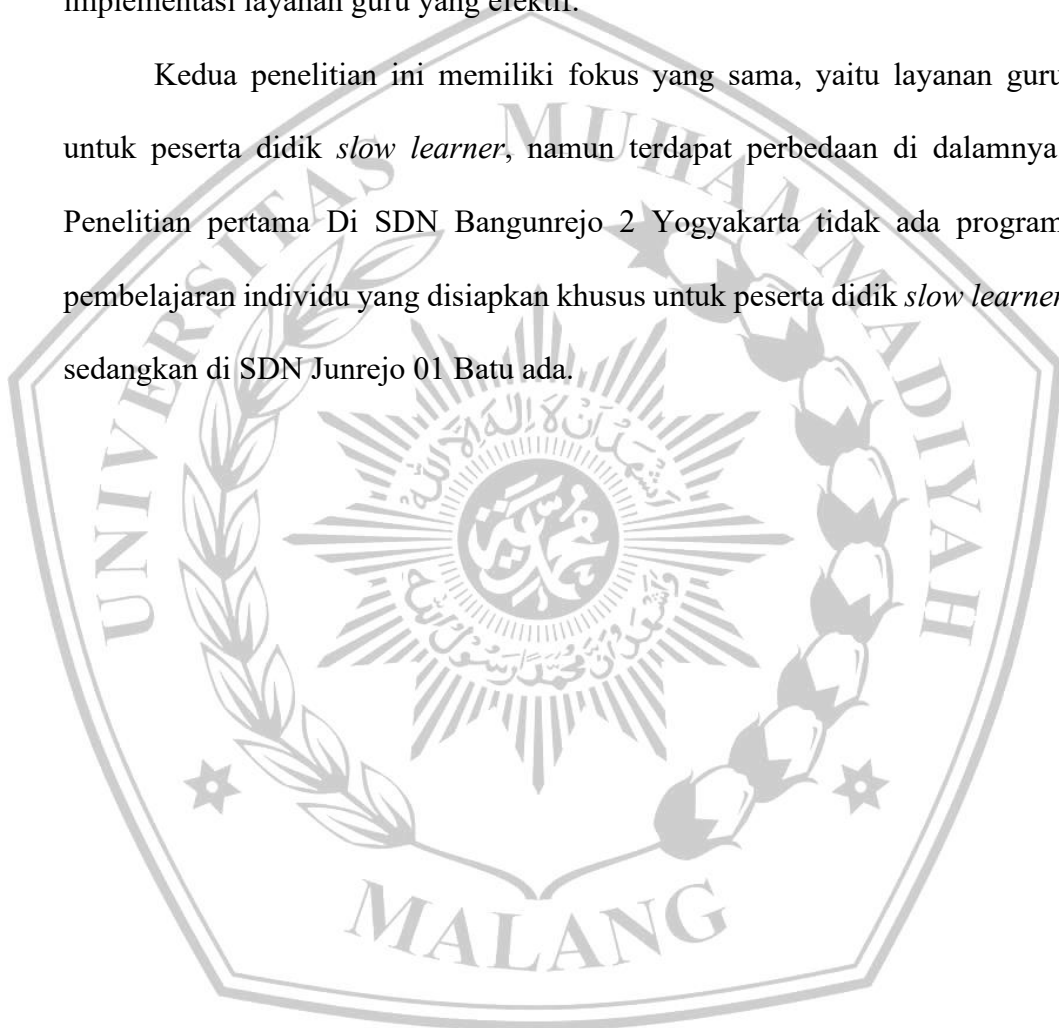 implementasi layanan guru yang efektif.
Kedua penelitian ini memiliki fokus yang sama, yaitu layanan guru
untuk peserta didik slow learner, namun terdapat perbedaan di dalamnya.
Penelitian pertama Di SDN Bangunrejo 2 Yogyakarta tidak ada program
pembelajaran individu yang disiapkan khusus untuk peserta didik slow learner
sedangkan di SDN Junrejo 01 Batu ada.
UNIVERSITAS MUHAMMADIYAH
MALANG